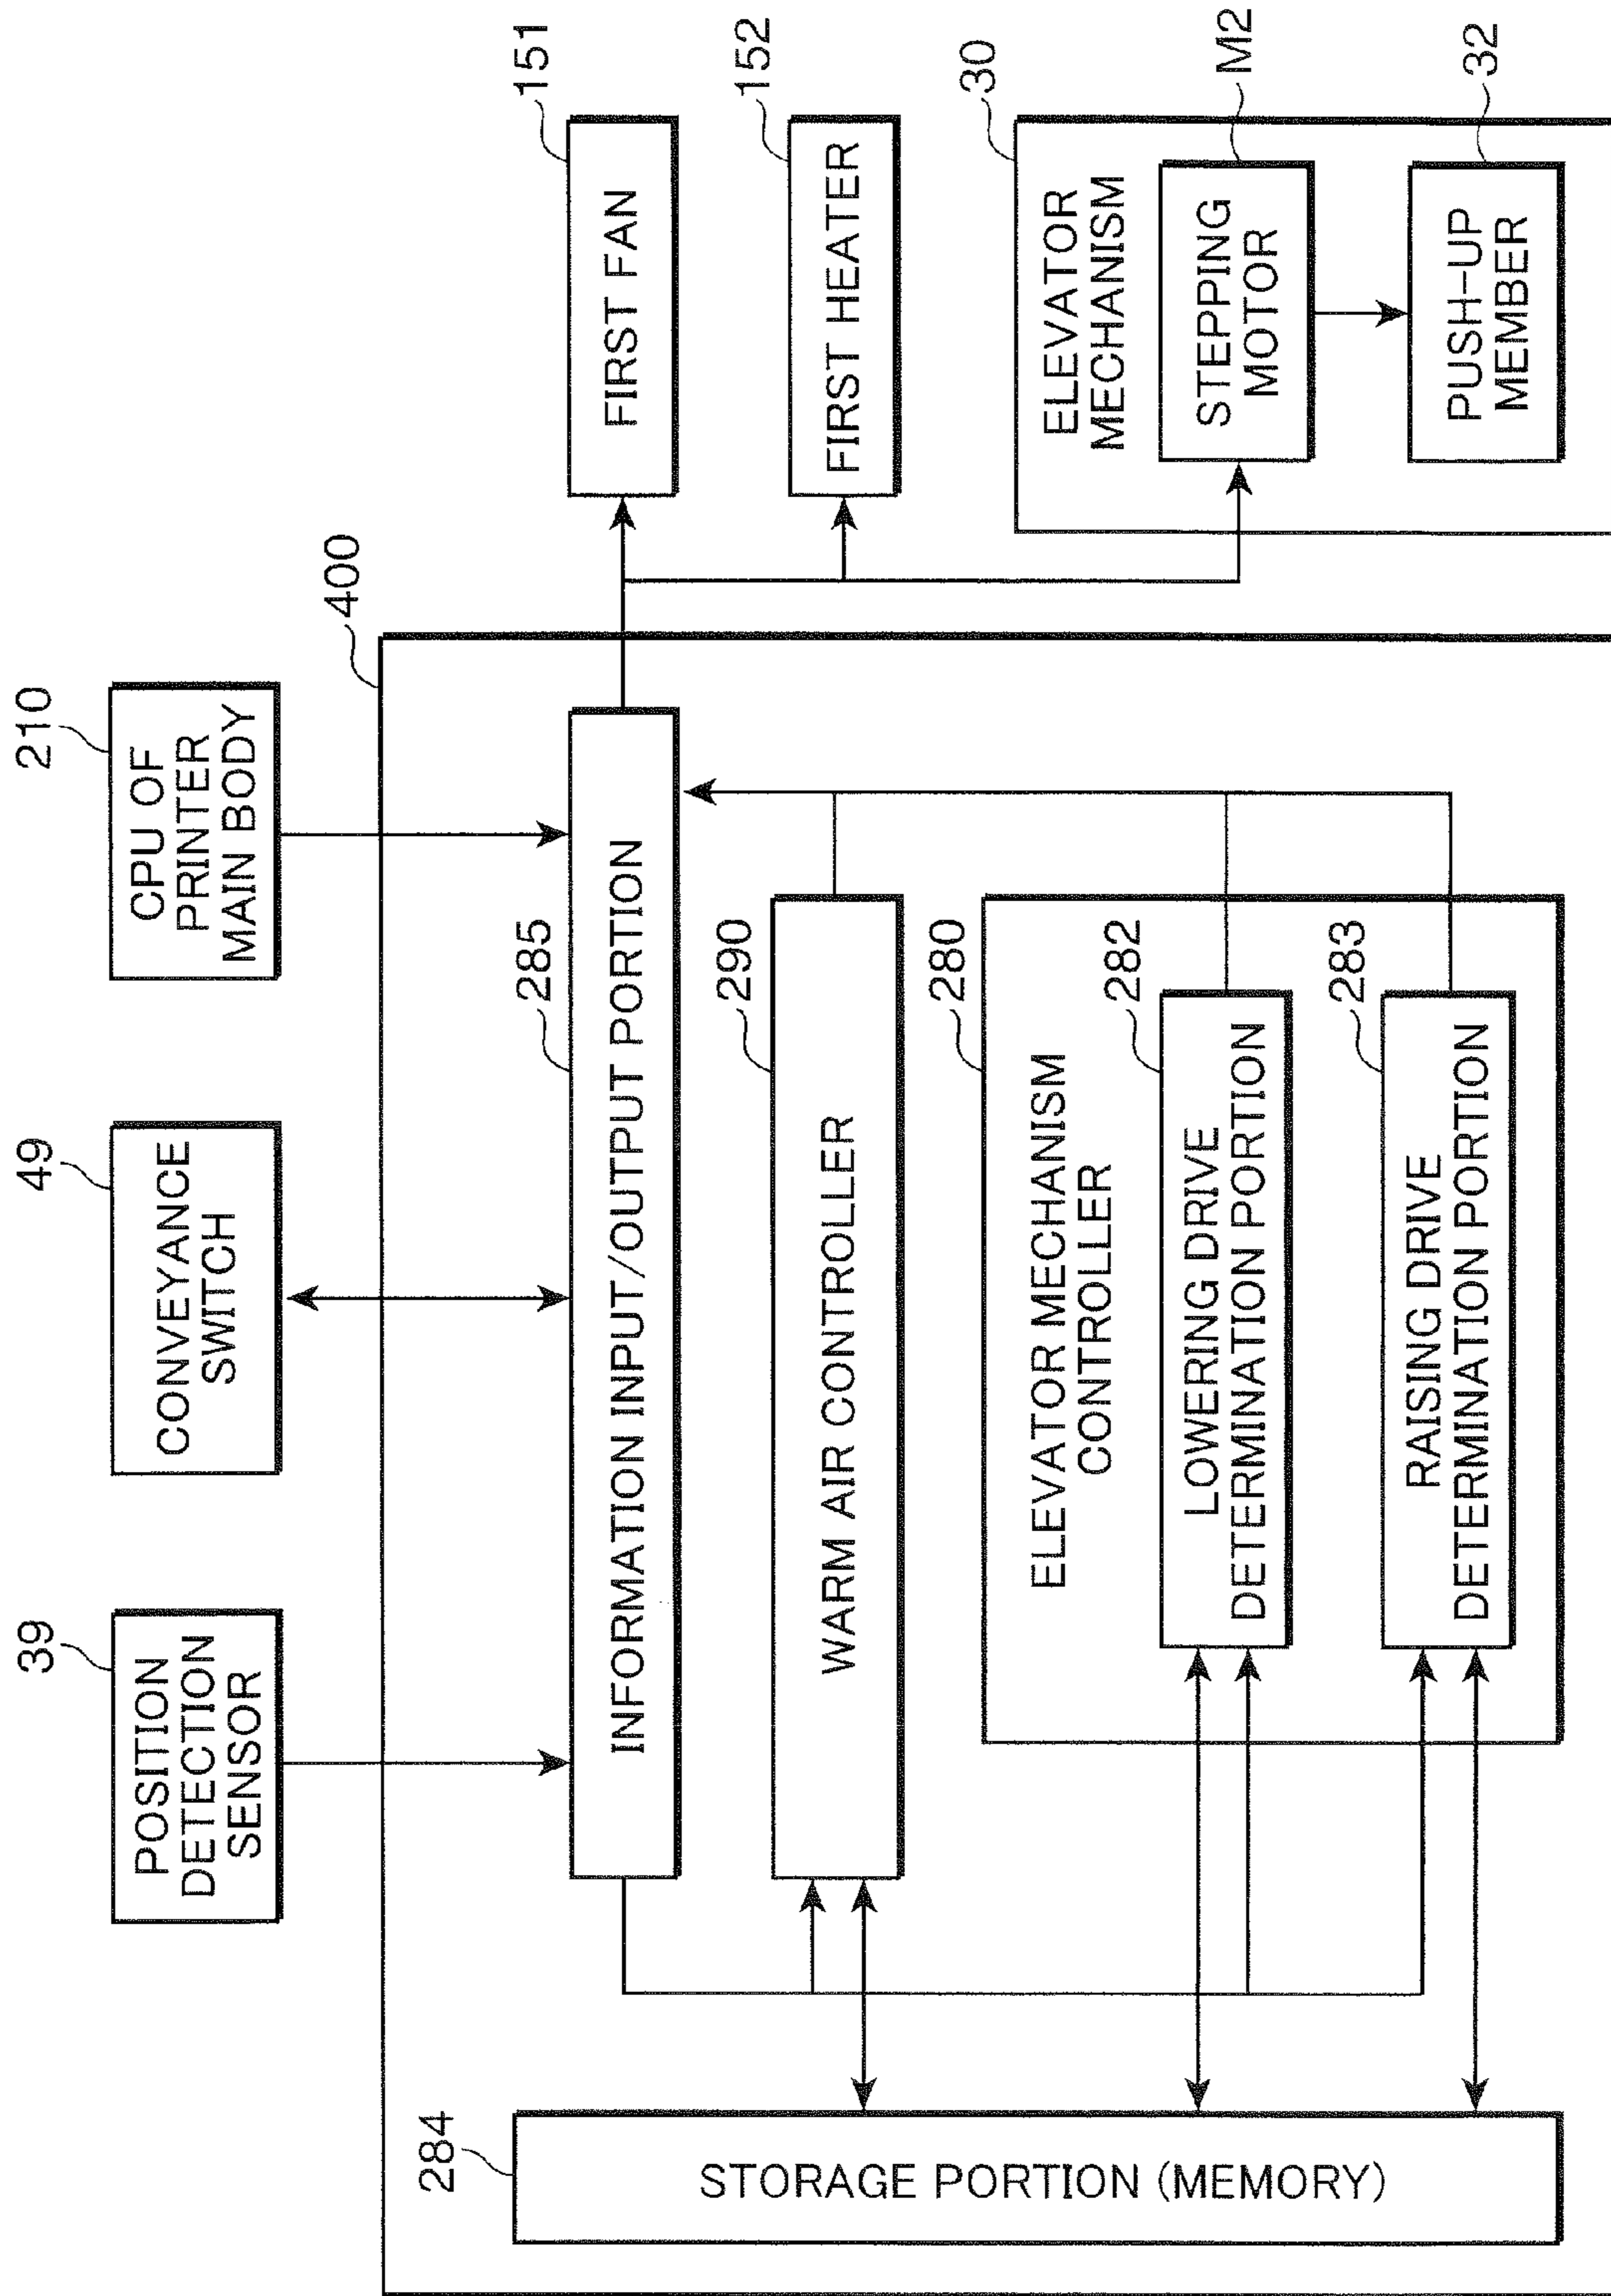 39
POSITION
DETECTION
SENSOR
49
CONVEYANCE
SWITCH
210
CPU OF
PRINTER
MAIN BODY
400
284
STORAGE PORTION (MEMORY)
285
INFORMATION INPUT/OUTPUT PORTION
290
WARM AIR CONTROLLER
280
ELEVATOR MECHANISM
CONTROLLER
282
LOWERING DRIVE
DETERMINATION PORTION
283
RAISING DRIVE
DETERMINATION PORTION
151
FIRST FAN
152
FIRST HEATER
30
ELEVATOR
MECHANISM
M2
STEPPING
MOTOR
32
PUSH-UP
MEMBER